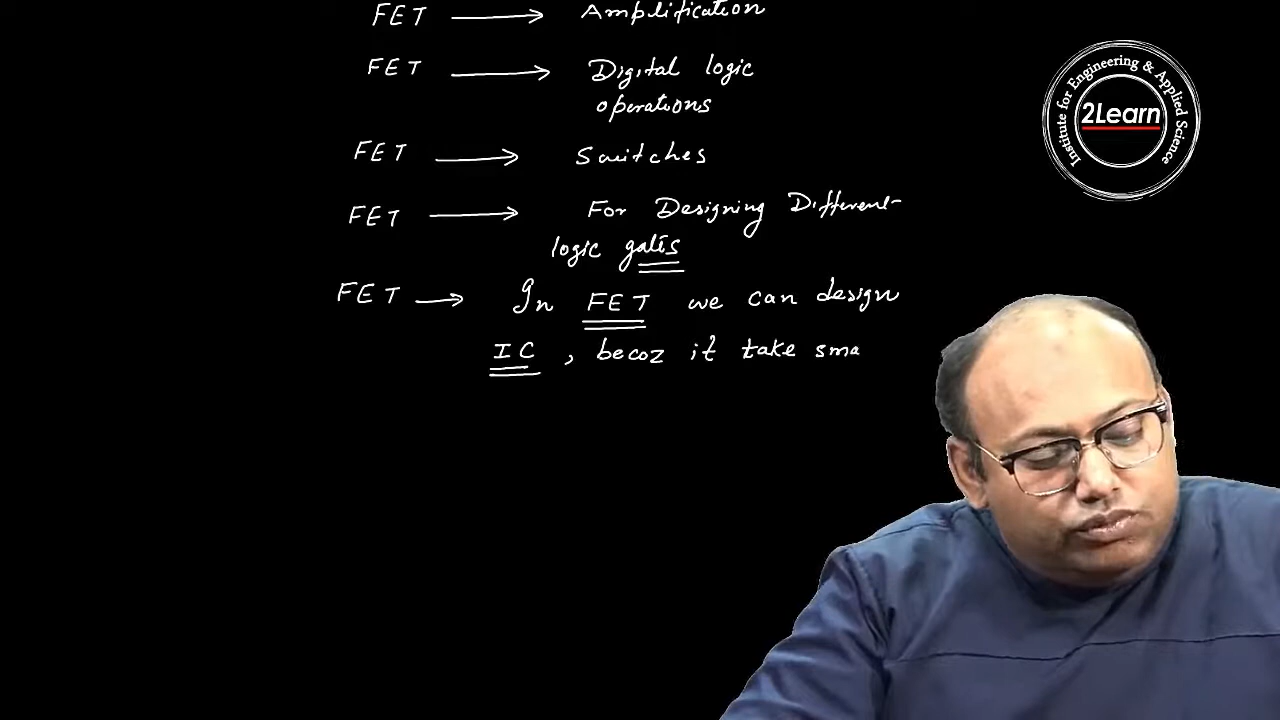 FET → Amplification
FET → Digital logic
operations
FET → Switches
FET → For Designing Different
logic gates
FET → In FET we can design
IC , becoz it take sma
Institute for Engineering & Applied Science
2Learn